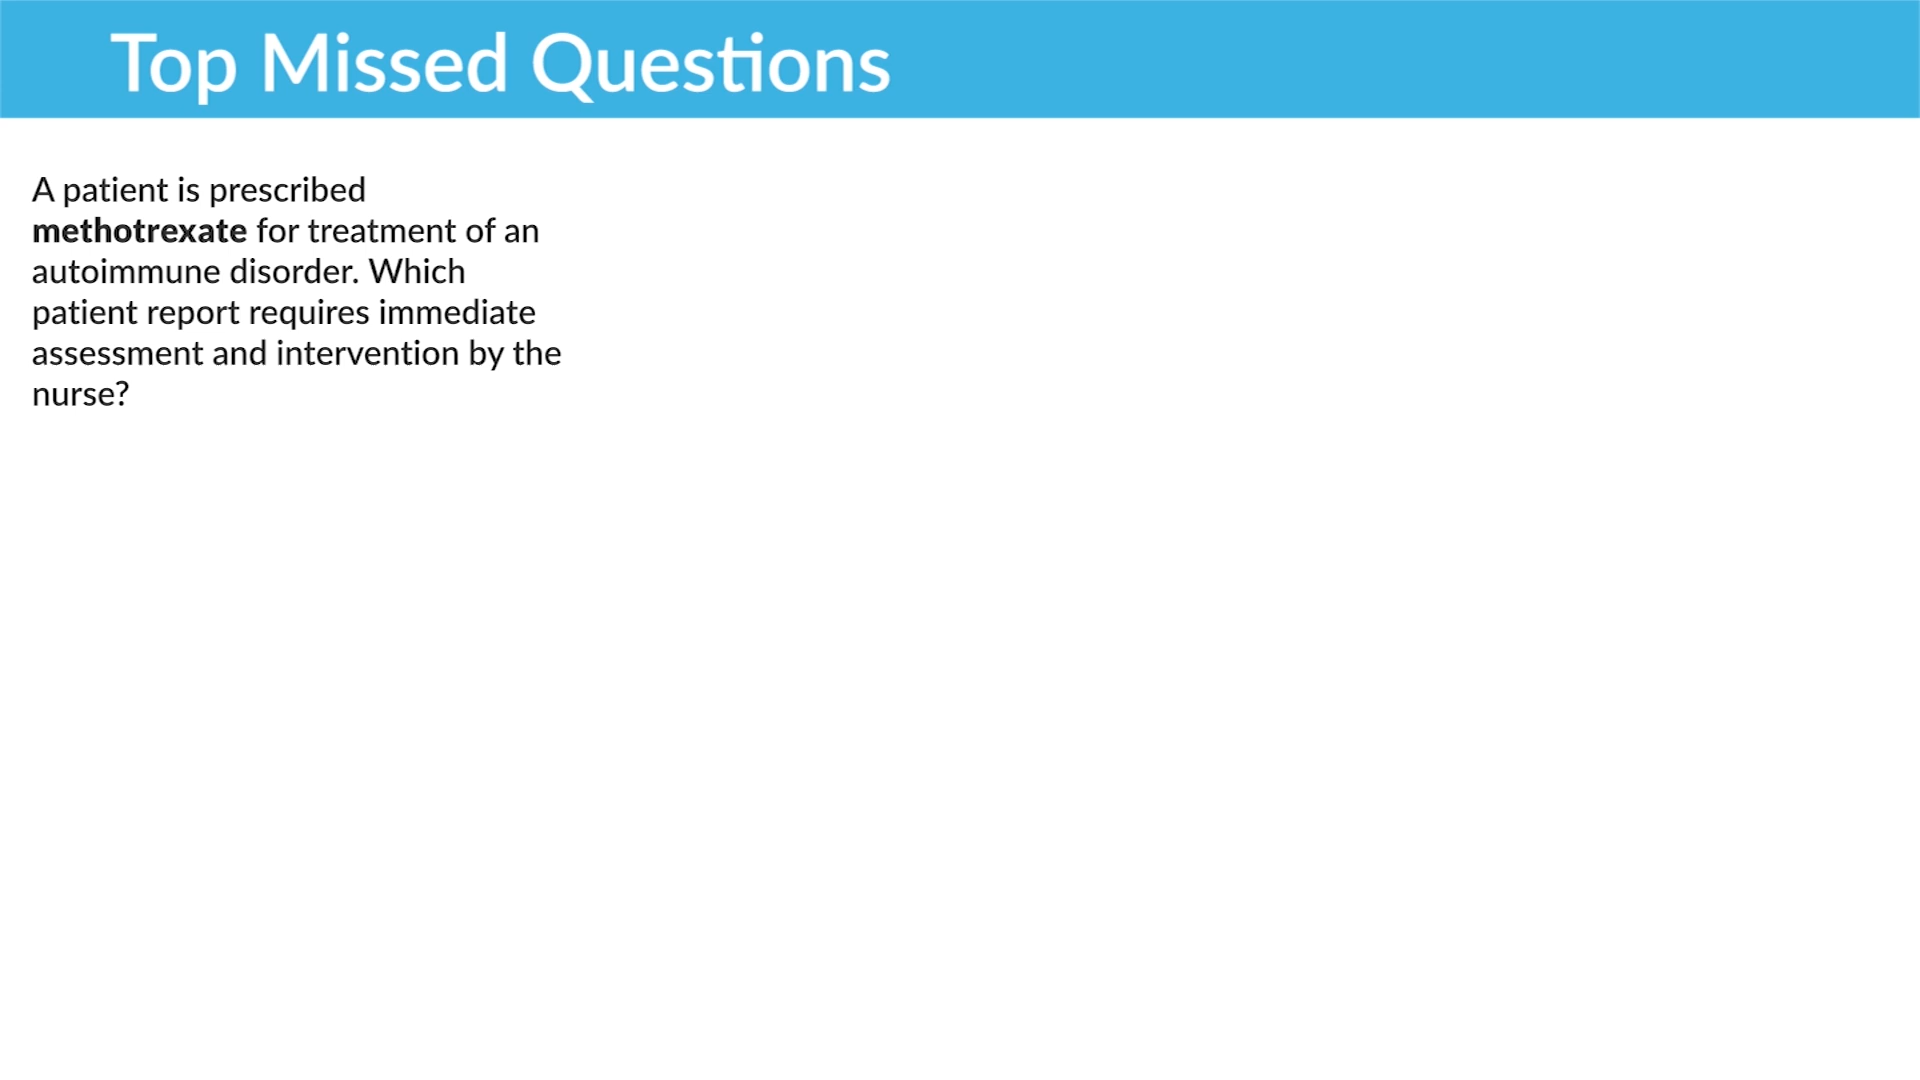 Top Missed Questions
A patient is prescribed
methotrexate for treatment of an
autoimmune disorder. Which
patient report requires immediate
assessment and intervention by the
nurse?